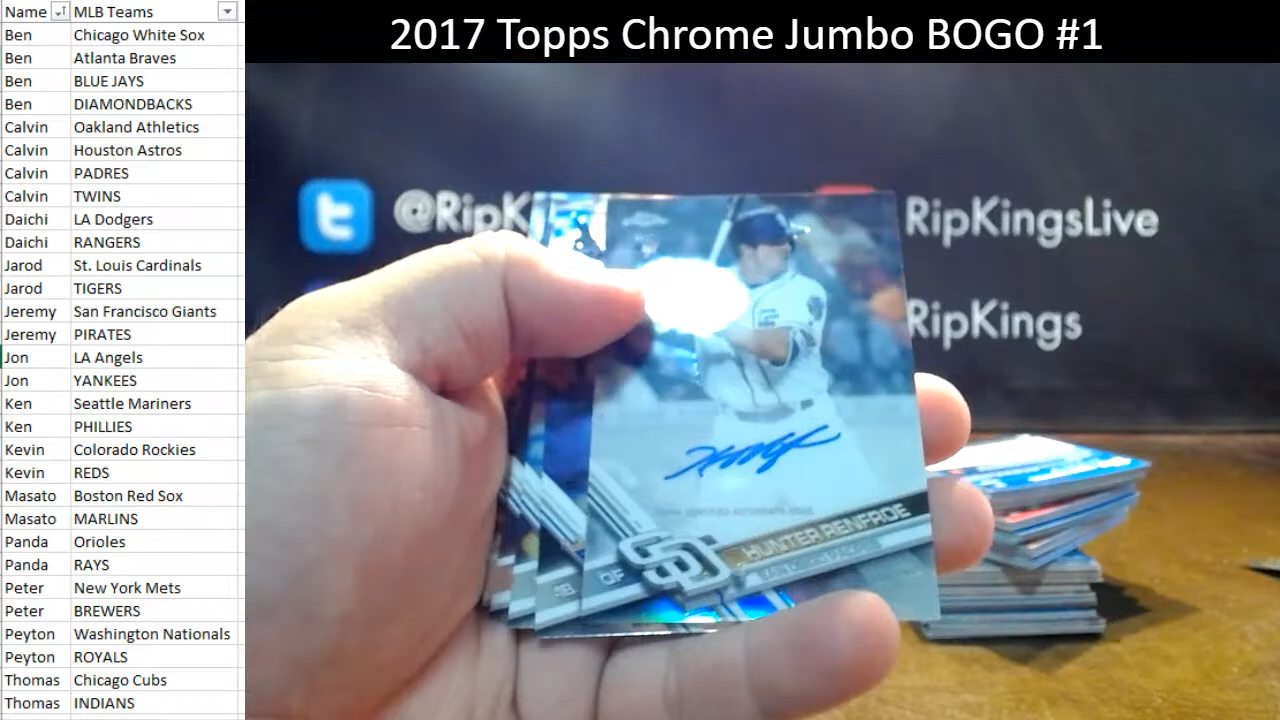 Name MLB Teams
Ben Chicago White Sox
Ben Atlanta Braves
Ben BLUE JAYS
Ben DIAMONDBACKS
Calvin Oakland Athletics
Calvin Houston Astros
Calvin PADRES
Calvin TWINS
Daichi LA Dodgers
Daichi RANGERS
Jarod St. Louis Cardinals
Jarod TIGERS
Jeremy San Francisco Giants
Jeremy PIRATES
Jon LA Angels
Jon YANKEES
Ken Seattle Mariners
Ken PHILLIES
Kevin Colorado Rockies
Kevin REDS
Masato Boston Red Sox
Masato MARLINS
Panda Orioles
Panda RAYS
Peter New York Mets
Peter BREWERS
Peyton Washington Nationals
Peyton ROYALS
Thomas Chicago Cubs
Thomas INDIANS
2017 Topps Chrome Jumbo BOGO #1
@RipK
RipKingsLive
RipKings
SD
HUNTER RENFROE
OF
1B